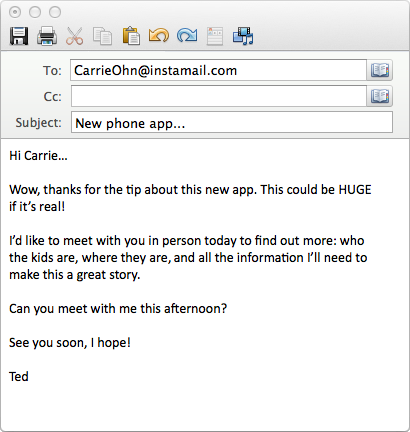 To: CarrieOhn@instamail.com
Cc:
Subject: New phone app...
Hi Carrie...
Wow, thanks for the tip about this new app. This could be HUGE
if it's real!
I'd like to meet with you in person today to find out more: who
the kids are, where they are, and all the information I'll need to
make this a great story.
Can you meet with me this afternoon?
See you soon, I hope!
Ted